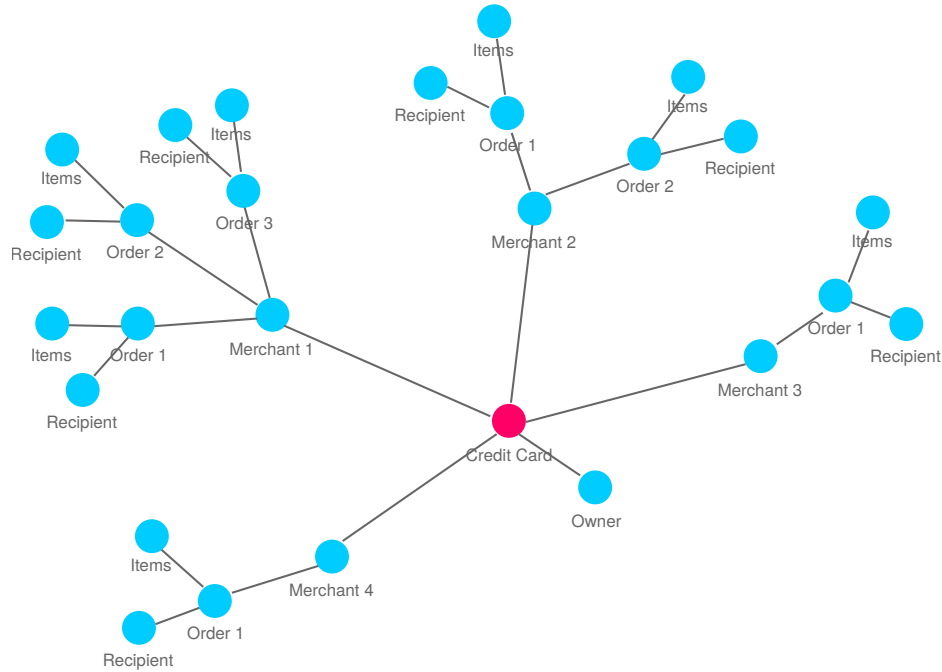 Items
Recipient
Order 1
Items
Order 2
Recipient
Merchant 2
Items
Recipient
Order 3
Items
Order 2
Recipient
Items
Order 1
Recipient
Merchant 1
Items
Order 1
Recipient
Merchant 3
Credit Card
Owner
Items
Merchant 4
Order 1
Recipient